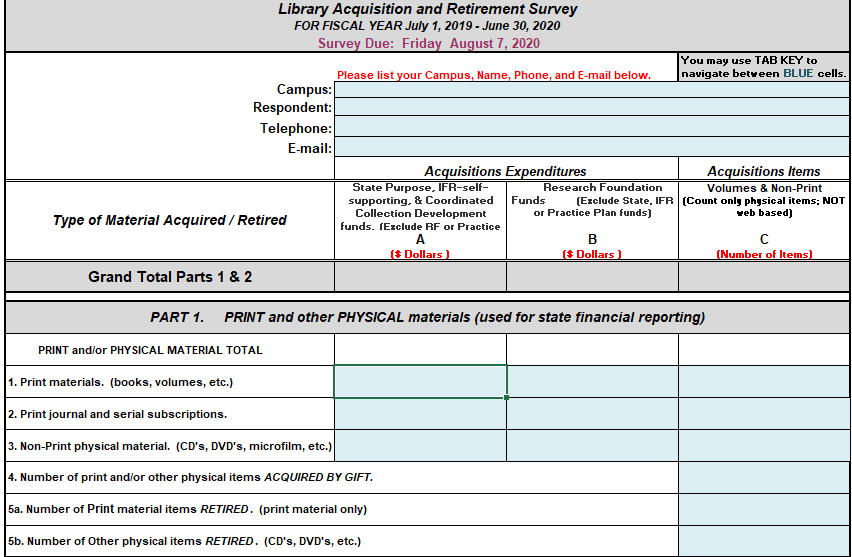 Library Acquisition and Retirement Survey
FOR FISCAL YEAR July 1, 2019 - June 30, 2020
Survey Due: Friday August 7, 2020
You may use TAB KEY to
navigate between BLUE cells.
Please list your Campus, Name, Phone, and E-mail below.
Campus:
Respondent:
Telephone:
E-mail:
Acquisitions Expenditures
Acquisitions Items
Type of Material Acquired / Retired
State Purpose, IFR-self-
supporting, & Coordinated
Collection Development
funds. (Exclude RF or Practice
A
($ Dollars )
Research Foundation
Funds (Exclude State, IFR
or Practice Plan funds)
B
($ Dollars )
Volumes & Non-Print
(Count only physical items; NOT
web based)
C
(Number of Items)
Grand Total Parts 1 & 2
PART 1. PRINT and other PHYSICAL materials (used for state financial reporting)
PRINT and/or PHYSICAL MATERIAL TOTAL
1. Print materials. (books, volumes, etc.)
2. Print journal and serial subscriptions.
3. Non-Print physical material. (CD's, DVD's, microfilm, etc.)
4. Number of print and/or other physical items ACQUIRED BY GIFT.
5a. Number of Print material items RETIRED. (print material only)
5b. Number of Other physical items RETIRED. (CD's, DVD's, etc.)